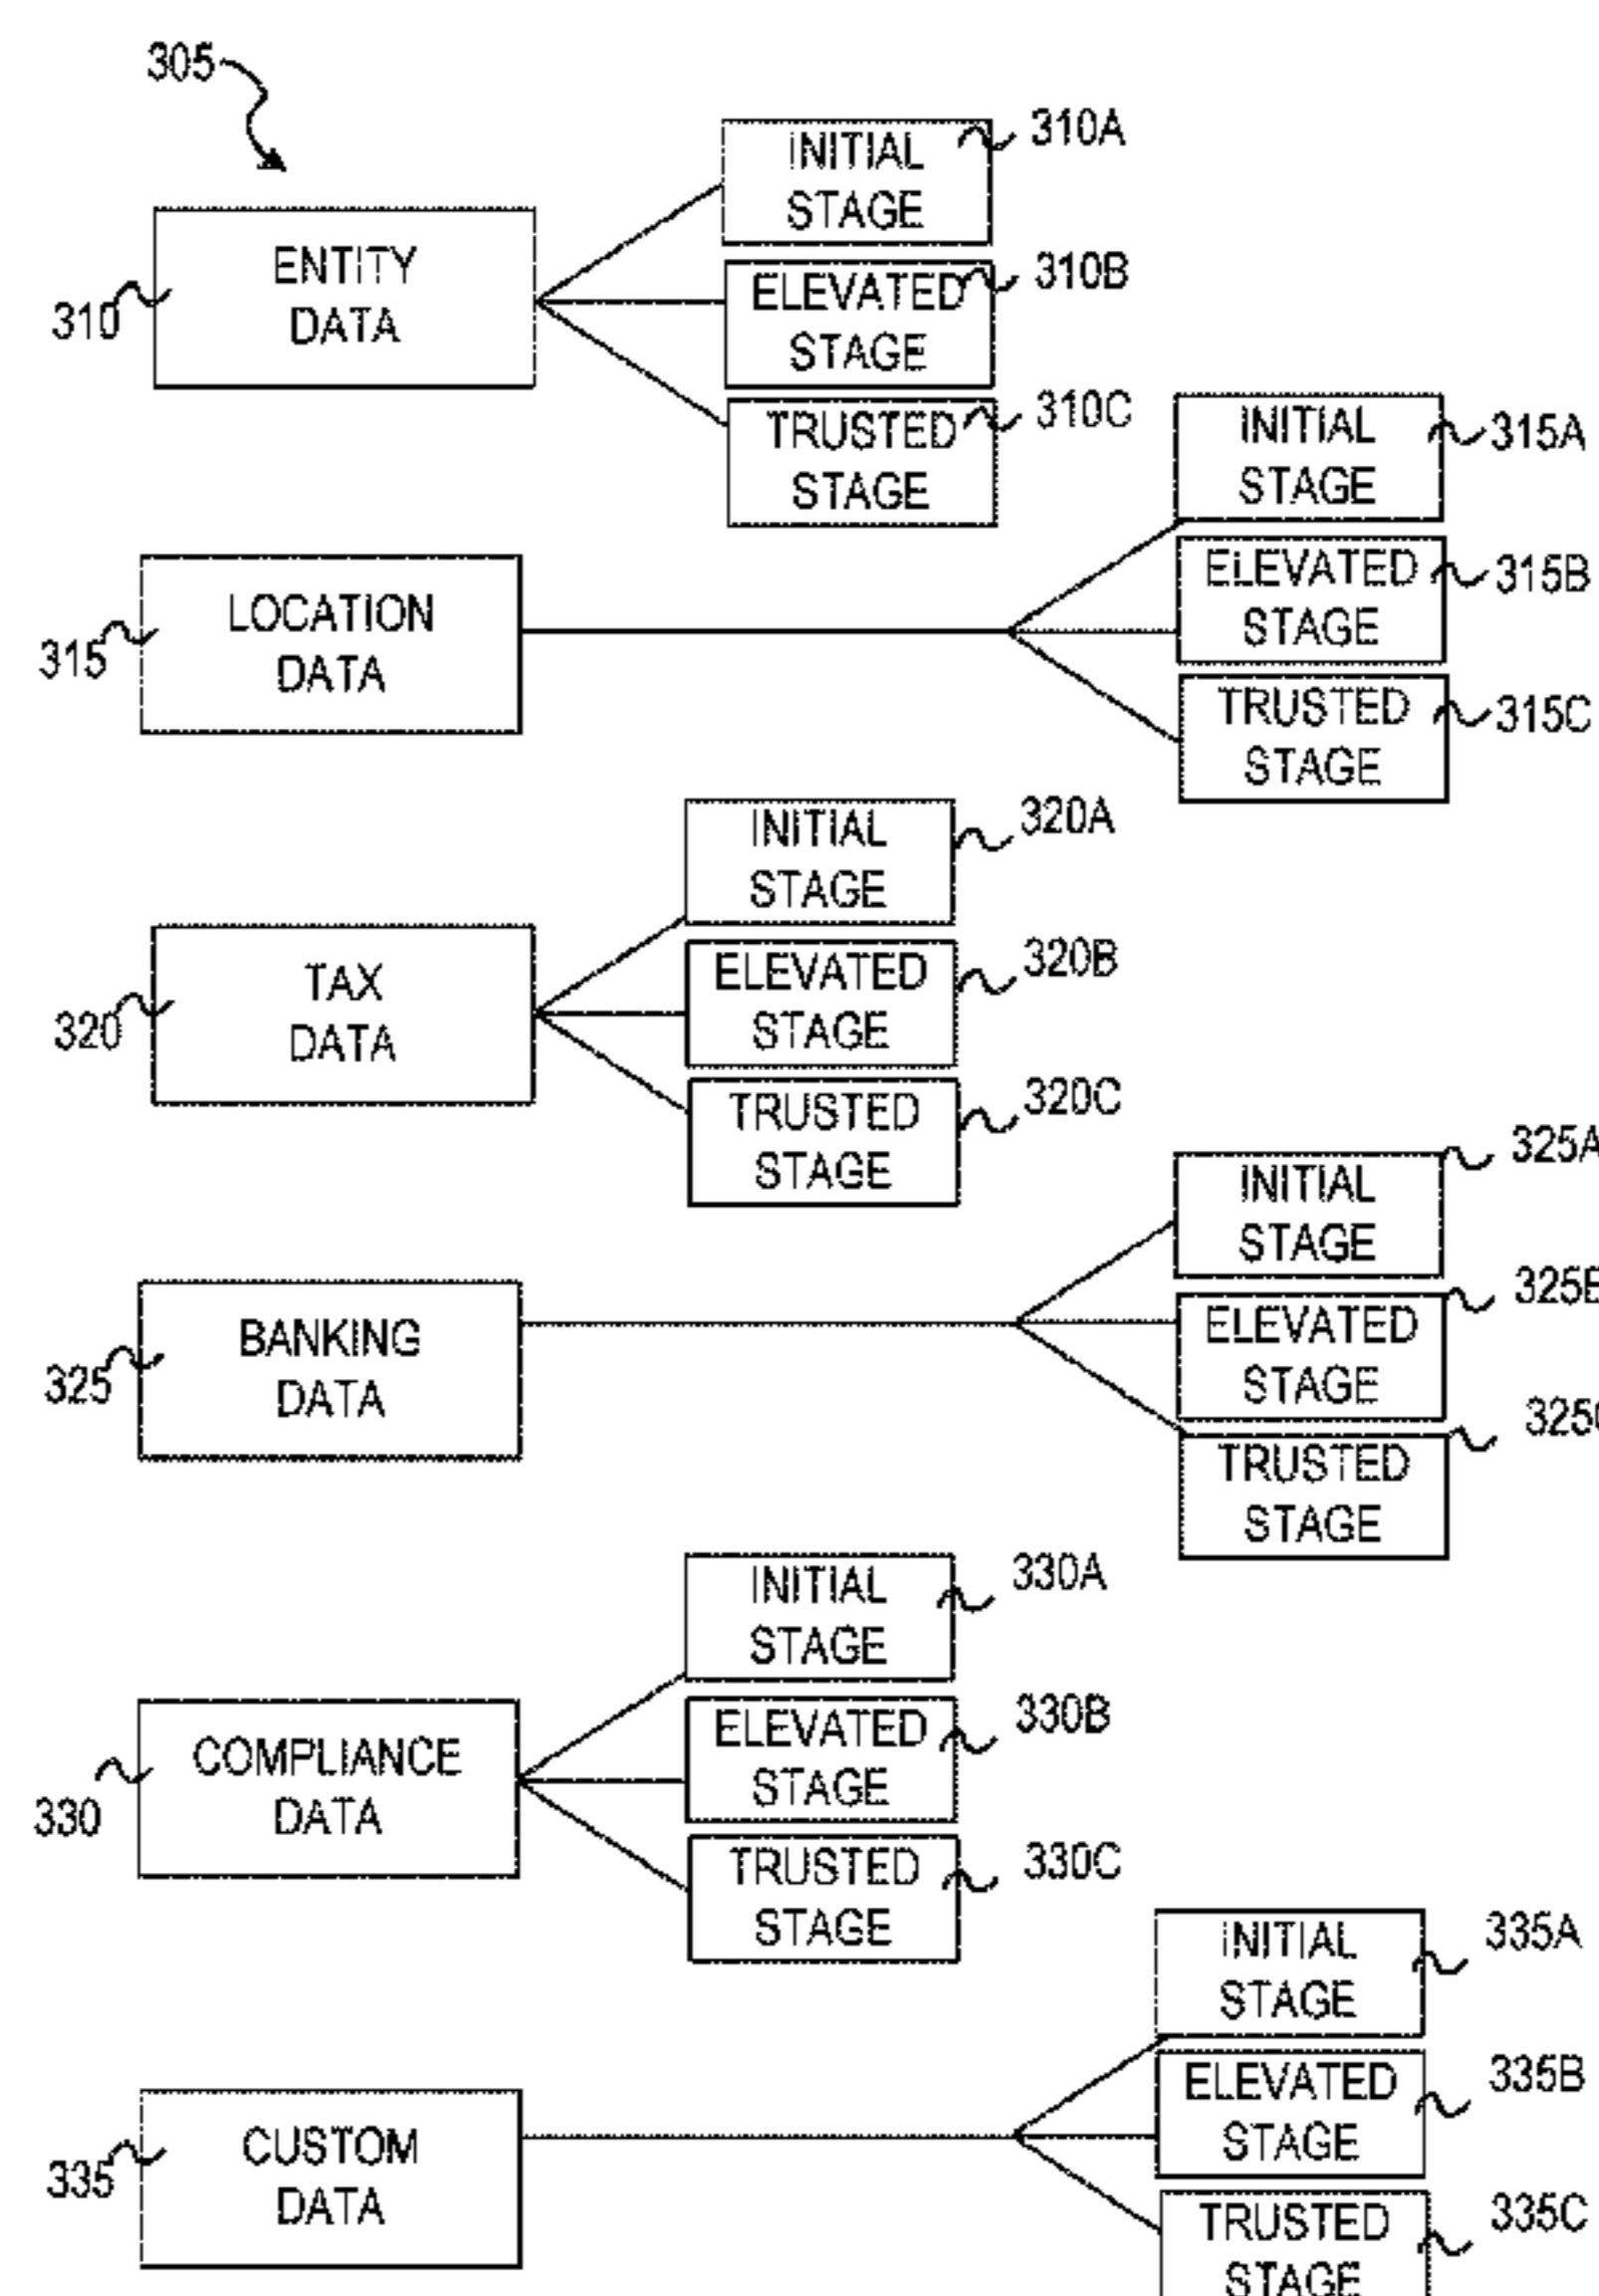 305
INITIAL
STAGE
310A
ENTITY
DATA
310
ELEVATED
STAGE
310B
TRUSTED
STAGE
310C
INITIAL
STAGE
315A
LOCATION
DATA
315
ELEVATED
STAGE
315B
TRUSTED
STAGE
315C
INITIAL
STAGE
320A
TAX
DATA
320
ELEVATED
STAGE
320B
TRUSTED
STAGE
320C
INITIAL
STAGE
325A
BANKING
DATA
325
ELEVATED
STAGE
325B
TRUSTED
STAGE
325C
INITIAL
STAGE
330A
COMPLIANCE
DATA
330
ELEVATED
STAGE
330B
TRUSTED
STAGE
330C
INITIAL
STAGE
335A
CUSTOM
DATA
335
ELEVATED
STAGE
335B
TRUSTED
STAGE
335C